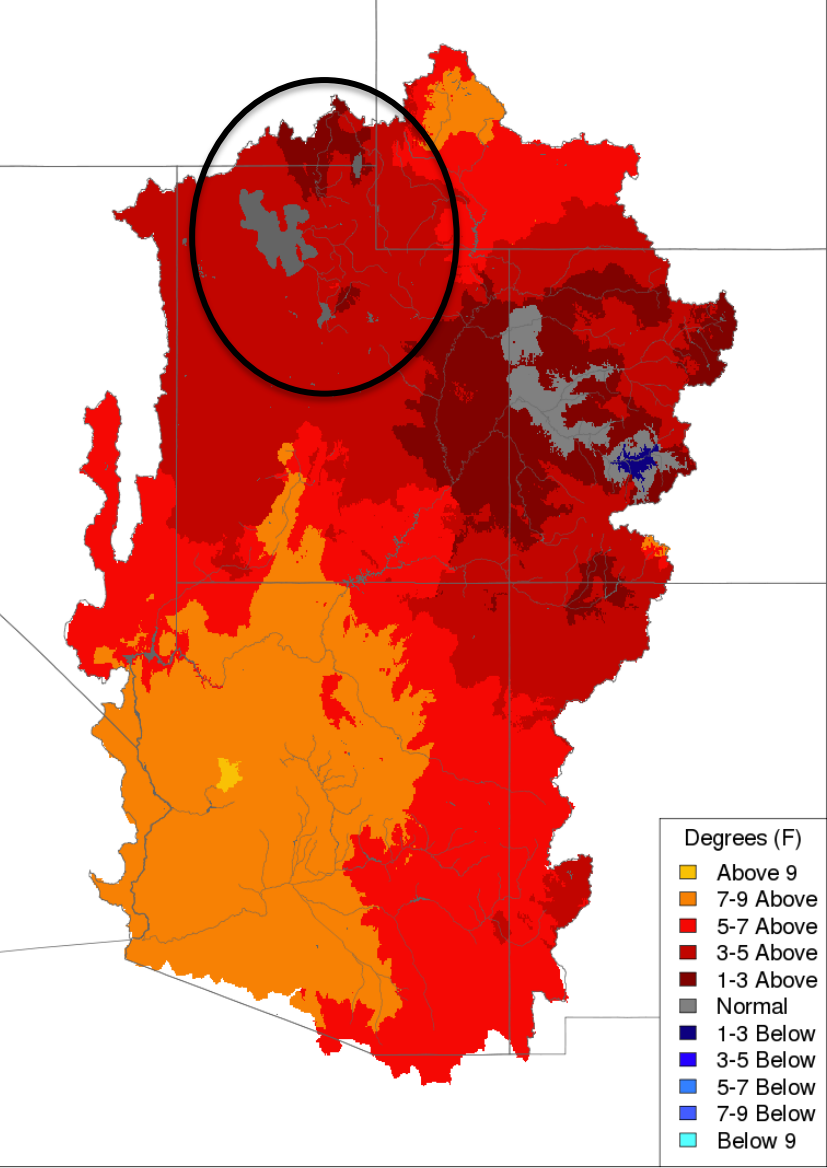 Degrees (F)
Above 9
7-9 Above
5-7 Above
3-5 Above
1-3 Above
Normal
1-3 Below
3-5 Below
5-7 Below
7-9 Below
Below 9